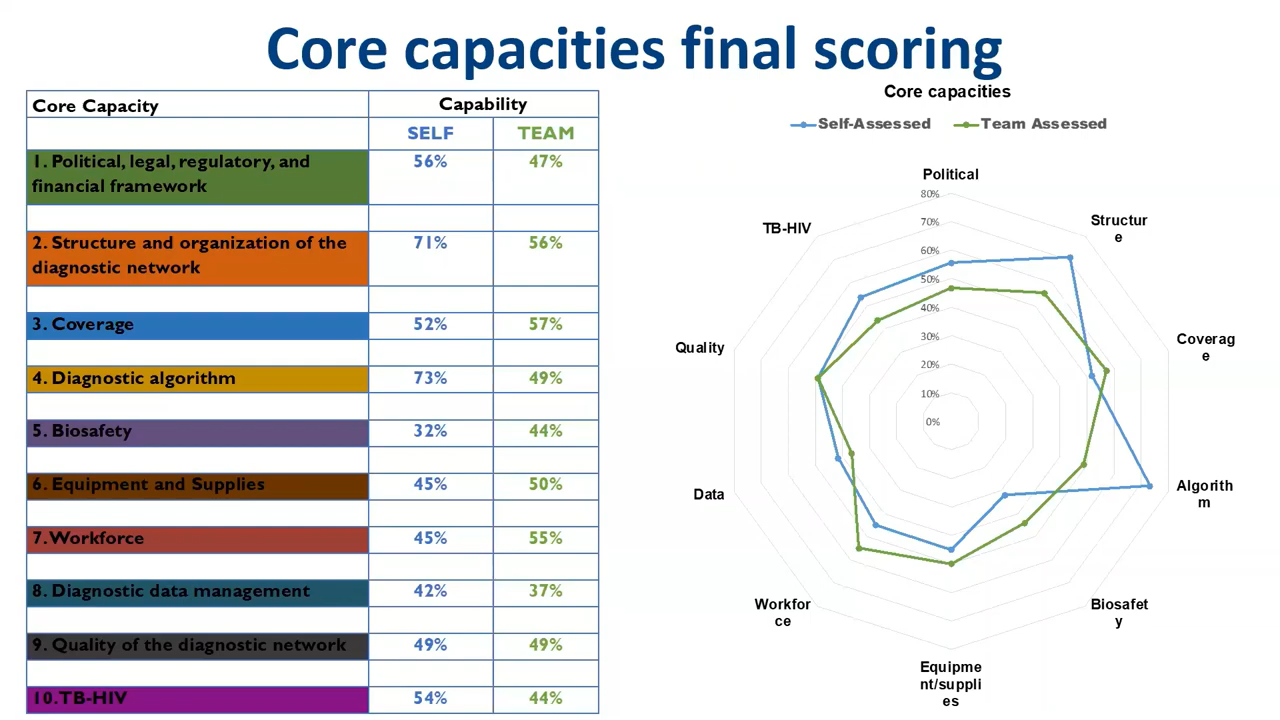 Core capacities final scoring
Core Capacity
Capability
SELF
TEAM
1. Political, legal, regulatory, and
financial framework
56%
47%
2. Structure and organization of the
diagnostic network
71%
56%
3. Coverage
52%
57%
4. Diagnostic algorithm
73%
49%
5. Biosafety
32%
44%
6. Equipment and Supplies
45%
50%
7. Workforce
45%
55%
8. Diagnostic data management
42%
37%
9. Quality of the diagnostic network
49%
49%
10. TB-HIV
54%
44%
Core capacities
Self-Assessed
Team Assessed
Political
Structur
e
Coverag
e
Algorith
m
Biosafet
y
Equipme
nt/suppli
es
Workfor
ce
Data
Quality
TB-HIV
80%
70%
60%
50%
40%
30%
20%
10%
0%